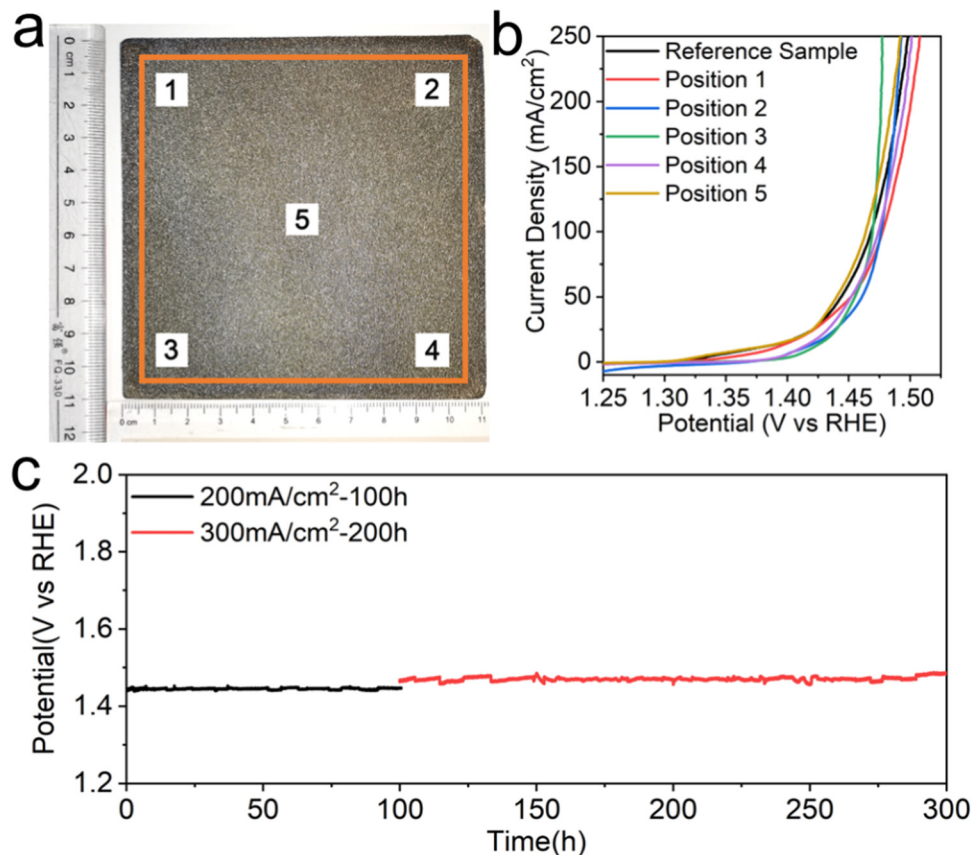 a
0 cm 1
2
3
4
5
6
7
8
9
10
11
12
富强® FG-330
1
2
5
3
4
0 cm 1 2 3 4 5 6 7 8 9 10 11
b
Current Density (mA/cm²)
250
200
150
100
50
0
Reference Sample
Position 1
Position 2
Position 3
Position 4
Position 5
1.25 1.30 1.35 1.40 1.45 1.50
Potential (V vs RHE)
c
Potential(V vs RHE)
2.0
1.8
1.6
1.4
1.2
200mA/cm²-100h
300mA/cm²-200h
0 50 100 150 200 250 300
Time(h)